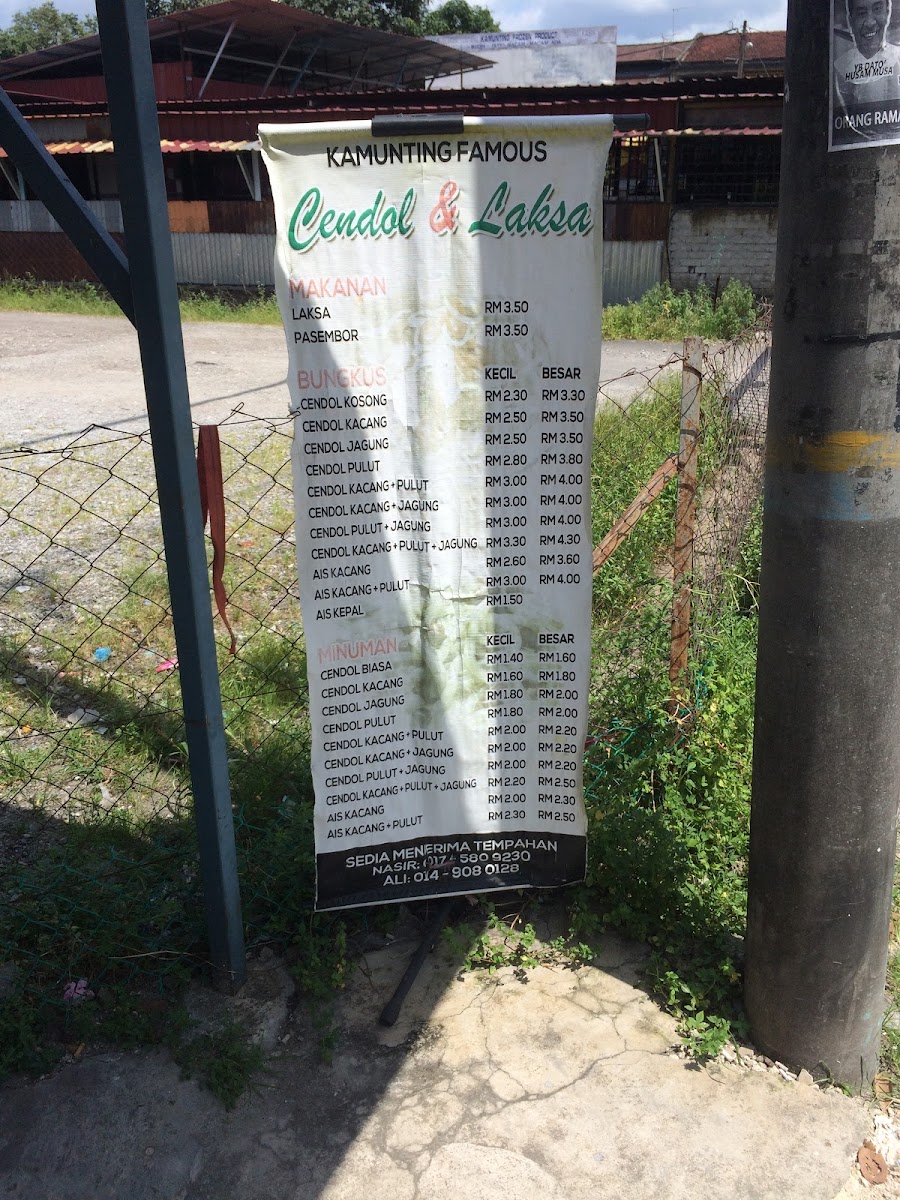 KAMUNTING FROZEN PRODUCT
YB DATO'
HUSAM MUSA
ORANG RAMA
KAMUNTING FAMOUS
Cendol & Laksa
MAKANAN
LAKSA RM 3.50
PASEMBOR RM 3.50
BUNGKUS KECIL BESAR
CENDOL KOSONG RM 2.30 RM 3.30
CENDOL KACANG RM 2.50 RM 3.50
CENDOL JAGUNG RM 2.50 RM 3.50
CENDOL PULUT RM 2.80 RM 3.80
CENDOL KACANG + PULUT RM 3.00 RM 4.00
CENDOL KACANG + JAGUNG RM 3.00 RM 4.00
CENDOL PULUT + JAGUNG RM 3.00 RM 4.00
CENDOL KACANG + PULUT + JAGUNG RM 3.30 RM 4.30
AIS KACANG RM 2.60 RM 3.60
AIS KACANG + PULUT RM 3.00 RM 4.00
AIS KEPAL RM 1.50
MINUMAN KECIL BESAR
CENDOL BIASA RM 1.40 RM 1.60
CENDOL KACANG RM 1.60 RM 1.80
CENDOL JAGUNG RM 1.80 RM 2.00
CENDOL PULUT RM 1.80 RM 2.00
CENDOL KACANG + PULUT RM 2.00 RM 2.20
CENDOL KACANG + JAGUNG RM 2.00 RM 2.20
CENDOL PULUT + JAGUNG RM 2.00 RM 2.20
CENDOL KACANG + PULUT + JAGUNG RM 2.20 RM 2.50
AIS KACANG RM 2.00 RM 2.30
AIS KACANG + PULUT RM 2.30 RM 2.50
SEDIA MENERIMA TEMPAHAN
NASIR: 017 - 580 9230
ALI: 014 - 908 0128